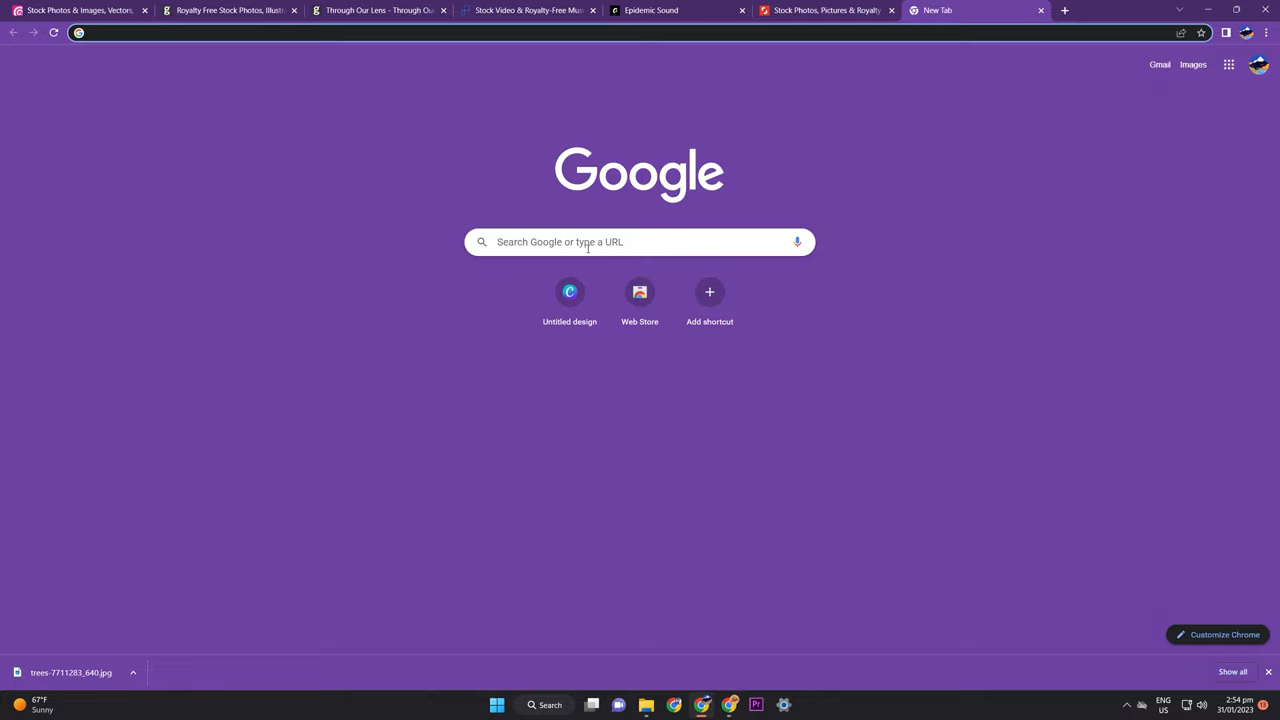 Stock Photos & Images, Vectors,
Royalty Free Stock Photos, Illustr
Through Our Lens - Through Ou
Stock Video & Royalty-Free Mus
Epidemic Sound
Stock Photos, Pictures & Royalty
New Tab
Gmail
Images
Google
Search Google or type a URL
Untitled design
Web Store
Add shortcut
Customize Chrome
trees-7711283_640.jpg
Show all
67°F
Sunny
Search
Pr
ENG
US
2:54 pm
31/01/2023